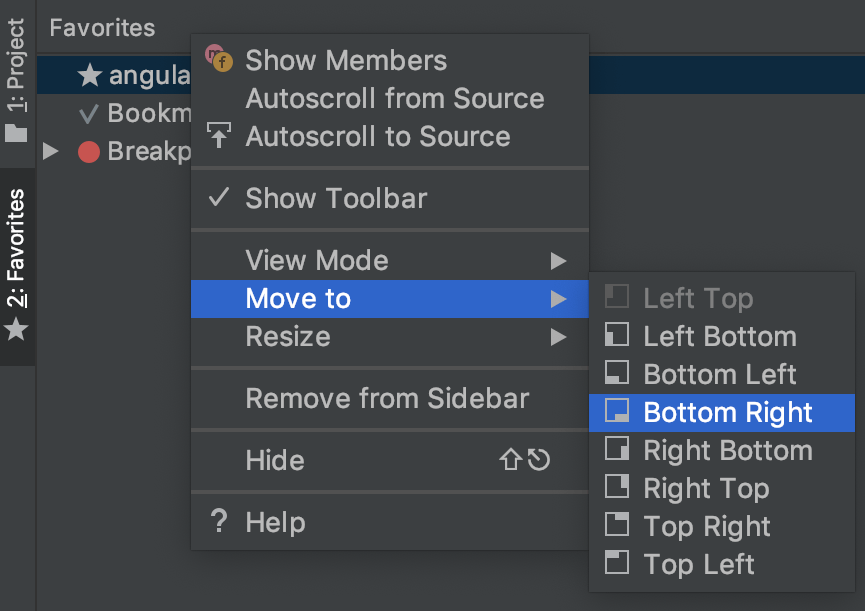 1: Project
2: Favorites
Favorites
angula
Bookm
Breakp
Show Members
Autoscroll from Source
Autoscroll to Source
Show Toolbar
View Mode
Move to
Resize
Remove from Sidebar
Hide ⇧⎋
? Help
Left Top
Left Bottom
Bottom Left
Bottom Right
Right Bottom
Right Top
Top Right
Top Left